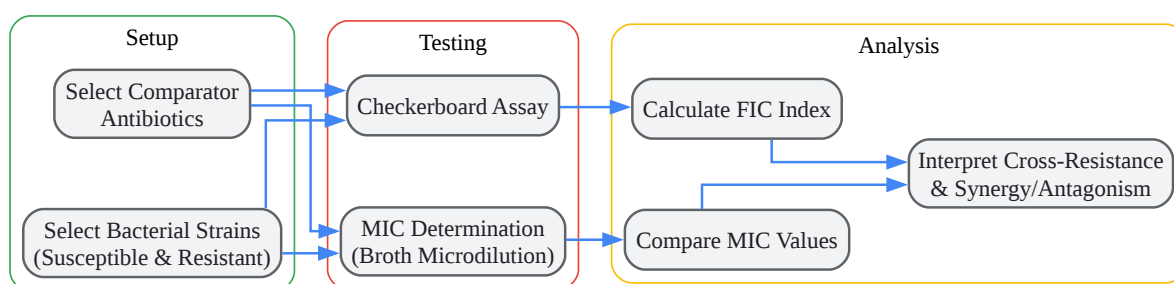 Setup
Select Comparator
Antibiotics
Select Bacterial Strains
(Susceptible & Resistant)
Testing
Checkerboard Assay
MIC Determination
(Broth Microdilution)
Analysis
Calculate FIC Index
Compare MIC Values
Interpret Cross-Resistance
& Synergy/Antagonism